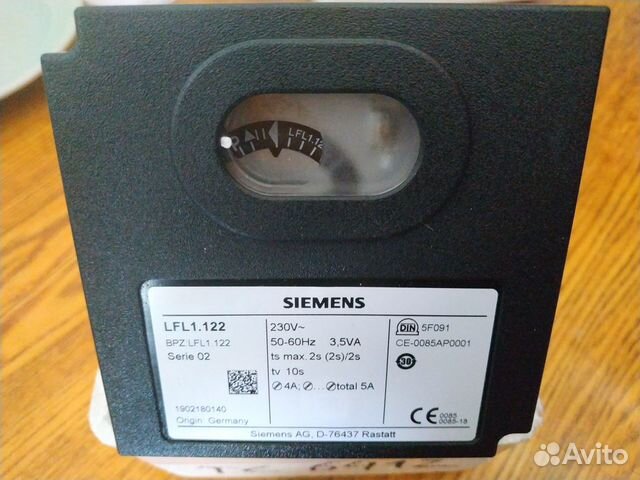 LFL1.12
SIEMENS
LFL1.122
BPZ:LFL1.122
Serie 02
1902180140
Origin: Germany
230V~
50-60Hz 3,5VA
ts max.2s (2s)/2s
tv 10s
4A; ... total 5A
DIN 5F091
CE-0085AP0001
30
CE 0085
0085-18
Siemens AG, D-76437 Rastatt
Avito